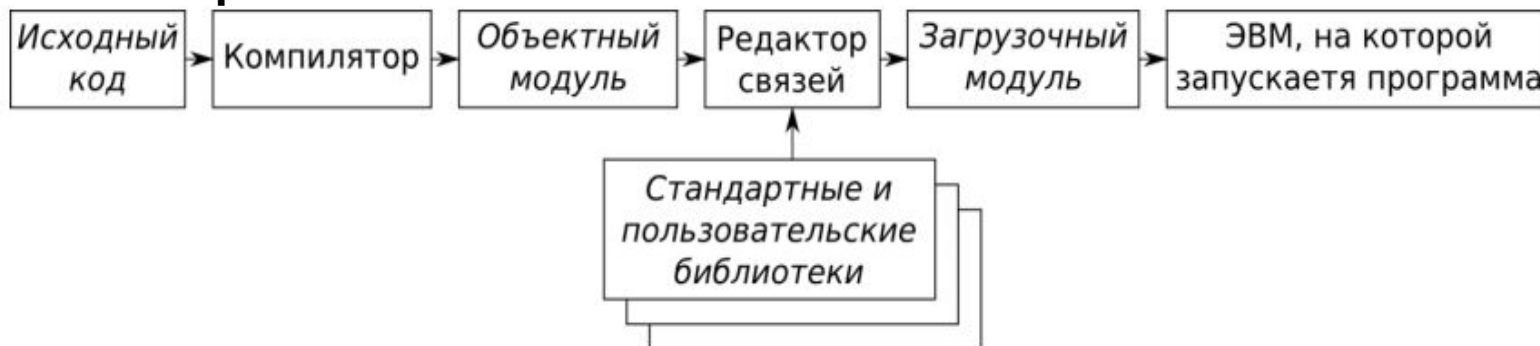 Исходный
код
Компилятор
Объектный
модуль
Редактор
связей
Загрузочный
модуль
ЭВМ, на которой
запускаетя программа
Стандартные и
пользовательские
библиотеки